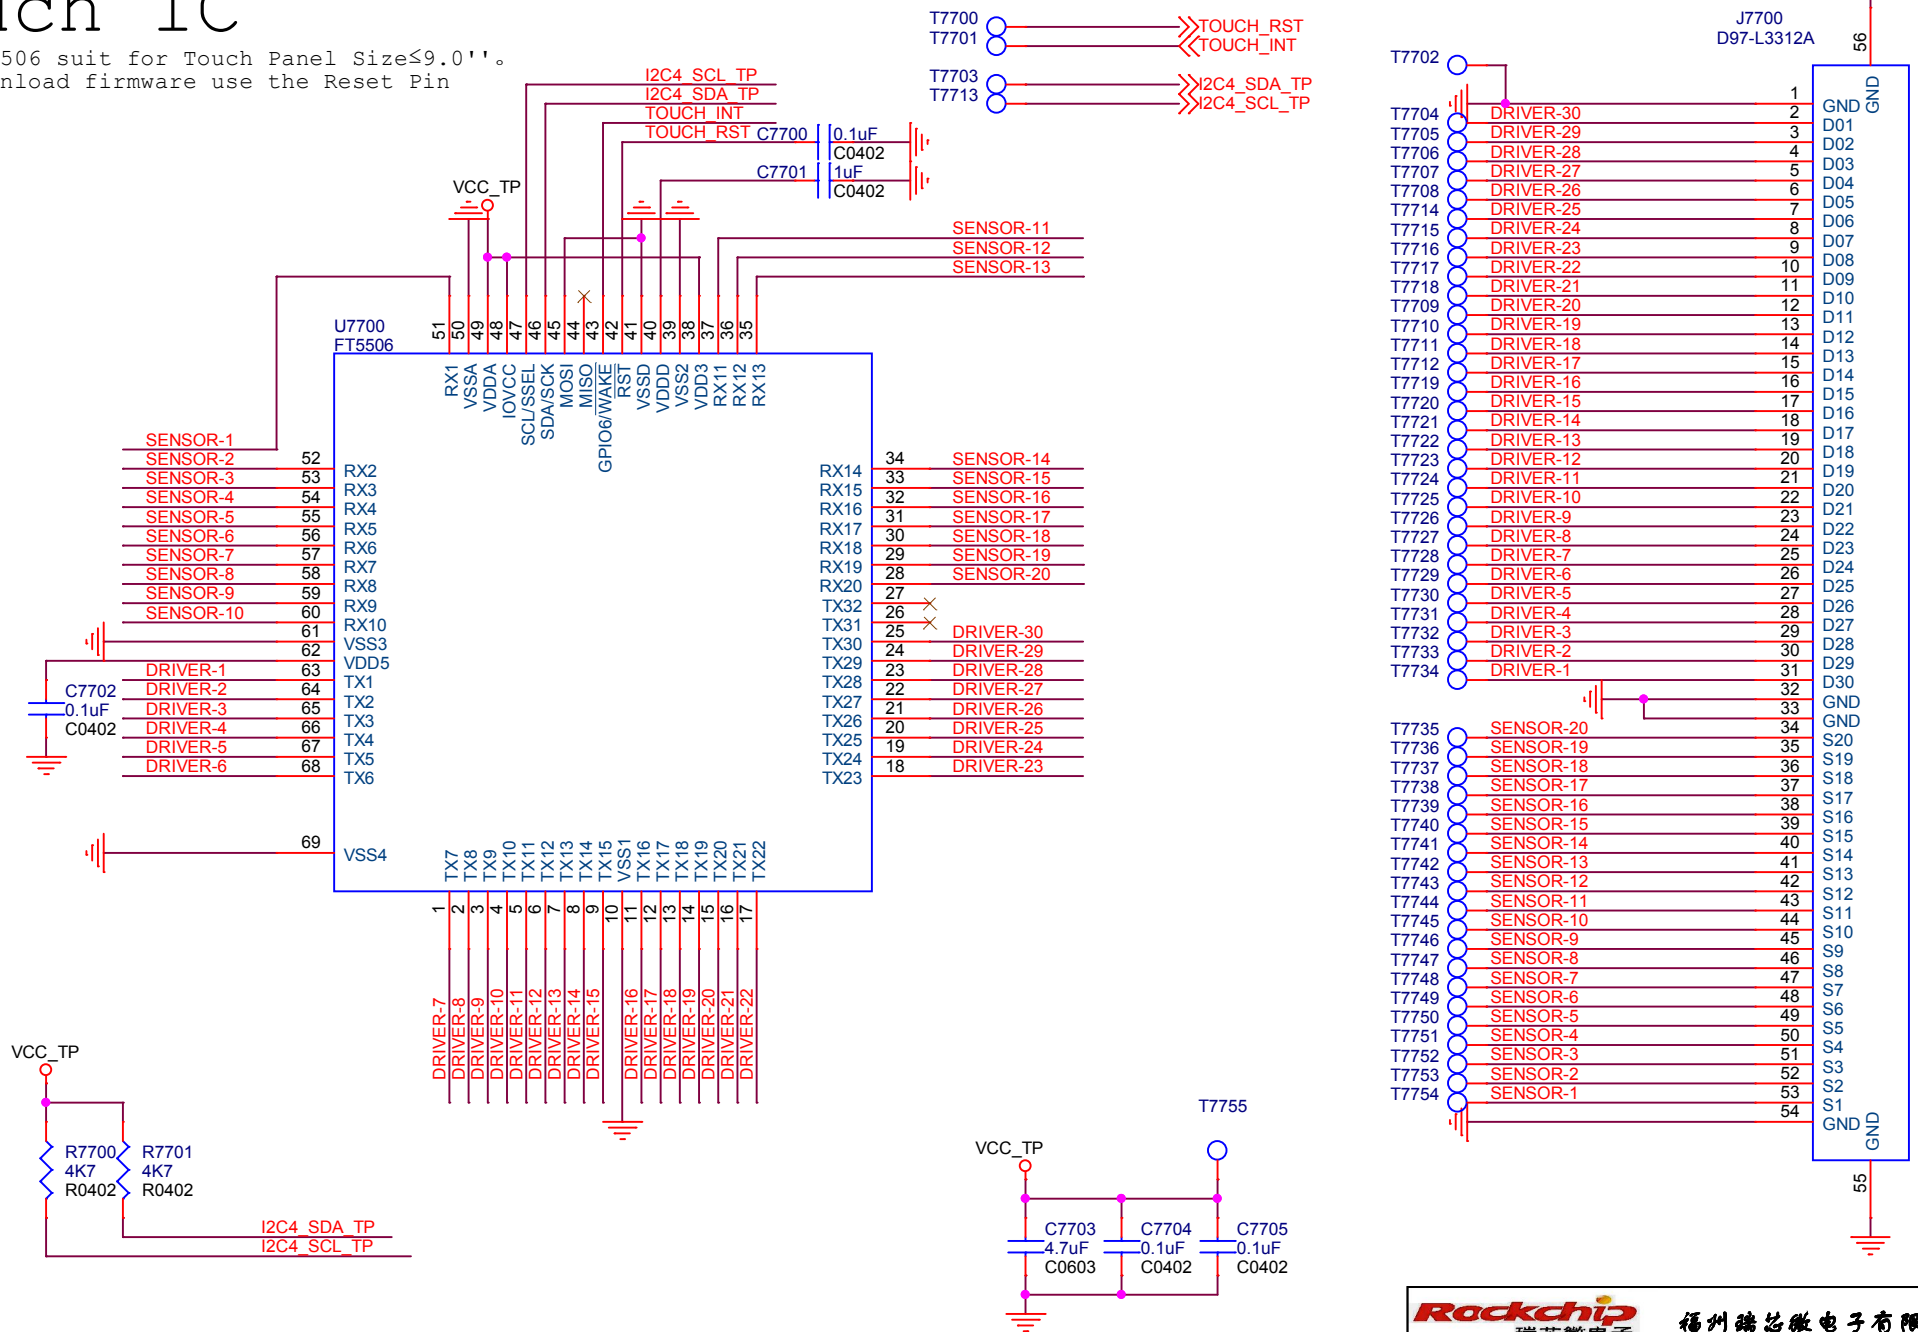 506 suit for Touch Panel Size≤9.0''。
nload firmware use the Reset Pin
T7700
T7701
TOUCH_RST
TOUCH_INT
T7703
T7713
I2C4_SDA_TP
I2C4_SCL_TP
I2C4_SCL_TP
I2C4_SDA_TP
TOUCH_INT
TOUCH_RST
C7700
0.1uF
C0402
C7701
1uF
C0402
VCC_TP
SENSOR-11
SENSOR-12
SENSOR-13
U7700
FT5506
51 50 49 48 47 46 45 44 43 42 41 40 39 38 37 36 35
RX1 VSSA VDDA IOVCC SCL/SSEL SDA/SCK MOSI MISO GPIO6/WAKE RST VSSD VDDD VSS2 VDD3 RX11 RX12 RX13
SENSOR-1
SENSOR-2 52 RX2
SENSOR-3 53 RX3
SENSOR-4 54 RX4
SENSOR-5 55 RX5
SENSOR-6 56 RX6
SENSOR-7 57 RX7
SENSOR-8 58 RX8
SENSOR-9 59 RX9
SENSOR-10 60 RX10
61 VSS3
62 VDD5
DRIVER-1 63 TX1
DRIVER-2 64 TX2
DRIVER-3 65 TX3
DRIVER-4 66 TX4
DRIVER-5 67 TX5
DRIVER-6 68 TX6
69 VSS4
C7702
0.1uF
C0402
RX14 34 SENSOR-14
RX15 33 SENSOR-15
RX16 32 SENSOR-16
RX17 31 SENSOR-17
RX18 30 SENSOR-18
RX19 29 SENSOR-19
RX20 28 SENSOR-20
TX32 27
TX31 26
TX30 25 DRIVER-30
TX29 24 DRIVER-29
TX28 23 DRIVER-28
TX27 22 DRIVER-27
TX26 21 DRIVER-26
TX25 20 DRIVER-25
TX24 19 DRIVER-24
TX23 18 DRIVER-23
TX7 TX8 TX9 TX10 TX11 TX12 TX13 TX14 TX15 VSS1 TX16 TX17 TX18 TX19 TX20 TX21 TX22
1 2 3 4 5 6 7 8 9 10 11 12 13 14 15 16 17
DRIVER-7 DRIVER-8 DRIVER-9 DRIVER-10 DRIVER-11 DRIVER-12 DRIVER-13 DRIVER-14 DRIVER-15 DRIVER-16 DRIVER-17 DRIVER-18 DRIVER-19 DRIVER-20 DRIVER-21 DRIVER-22
VCC_TP
R7700
4K7
R0402
R7701
4K7
R0402
I2C4_SDA_TP
I2C4_SCL_TP
T7755
VCC_TP
C7703
4.7uF
C0603
C7704
0.1uF
C0402
C7705
0.1uF
C0402
J7700
D97-L3312A
56 GND
T7702 1 GND
T7704 DRIVER-30 2 D01
T7705 DRIVER-29 3 D02
T7706 DRIVER-28 4 D03
T7707 DRIVER-27 5 D04
T7708 DRIVER-26 6 D05
T7714 DRIVER-25 7 D06
T7715 DRIVER-24 8 D07
T7716 DRIVER-23 9 D08
T7717 DRIVER-22 10 D09
T7718 DRIVER-21 11 D10
T7709 DRIVER-20 12 D11
T7710 DRIVER-19 13 D12
T7711 DRIVER-18 14 D13
T7712 DRIVER-17 15 D14
T7719 DRIVER-16 16 D15
T7720 DRIVER-15 17 D16
T7721 DRIVER-14 18 D17
T7722 DRIVER-13 19 D18
T7723 DRIVER-12 20 D19
T7724 DRIVER-11 21 D20
T7725 DRIVER-10 22 D21
T7726 DRIVER-9 23 D22
T7727 DRIVER-8 24 D23
T7728 DRIVER-7 25 D24
T7729 DRIVER-6 26 D25
T7730 DRIVER-5 27 D26
T7731 DRIVER-4 28 D27
T7732 DRIVER-3 29 D28
T7733 DRIVER-2 30 D29
T7734 DRIVER-1 31 D30
32 GND
33 GND
T7735 SENSOR-20 34 S20
T7736 SENSOR-19 35 S19
T7737 SENSOR-18 36 S18
T7738 SENSOR-17 37 S17
T7739 SENSOR-16 38 S16
T7740 SENSOR-15 39 S15
T7741 SENSOR-14 40 S14
T7742 SENSOR-13 41 S13
T7743 SENSOR-12 42 S12
T7744 SENSOR-11 43 S11
T7745 SENSOR-10 44 S10
T7746 SENSOR-9 45 S9
T7747 SENSOR-8 46 S8
T7748 SENSOR-7 47 S7
T7749 SENSOR-6 48 S6
T7750 SENSOR-5 49 S5
T7751 SENSOR-4 50 S4
T7752 SENSOR-3 51 S3
T7753 SENSOR-2 52 S2
T7754 SENSOR-1 53 S1
54 GND
55 GND
Rockchip
福州瑞芯微电子有限